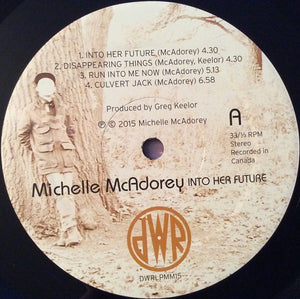 1. INTO HER FUTURE (McAdorey) 4.30
2. DISAPPEARING THINGS (McAdorey, Keelor) 4.30
3. RUN INTO ME NOW (McAdorey) 5.13
4. CULVERT JACK (McAdorey) 6.58
Produced by Greg Keelor
℗ © 2015 Michelle McAdorey
A
33/⅓ RPM
Stereo
Recorded in
Canada
Michelle McAdorey INTO HER FUTURE
dWR
DWRLPMM15